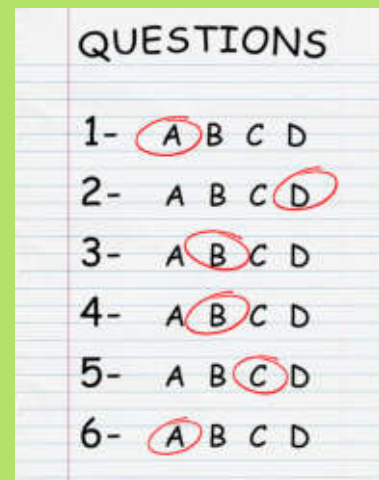 QUESTIONS
1- A B C D
2- A B C D
3- A B C D
4- A B C D
5- A B C D
6- A B C D